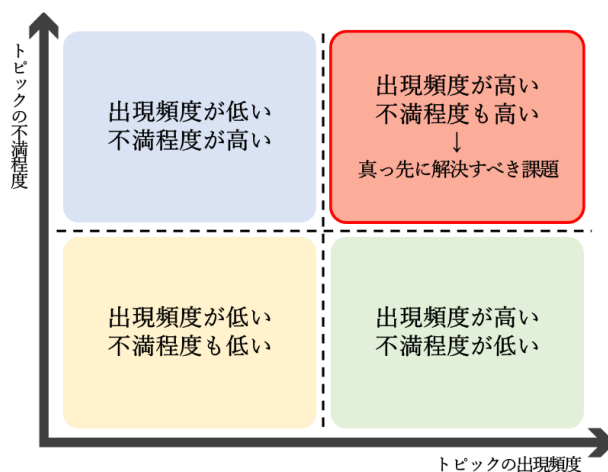 トピックの不満程度
出現頻度が低い
不満程度が高い
出現頻度が高い
不満程度も高い
↓
真っ先に解決すべき課題
出現頻度が低い
不満程度も低い
出現頻度が高い
不満程度が低い
トピックの出現頻度